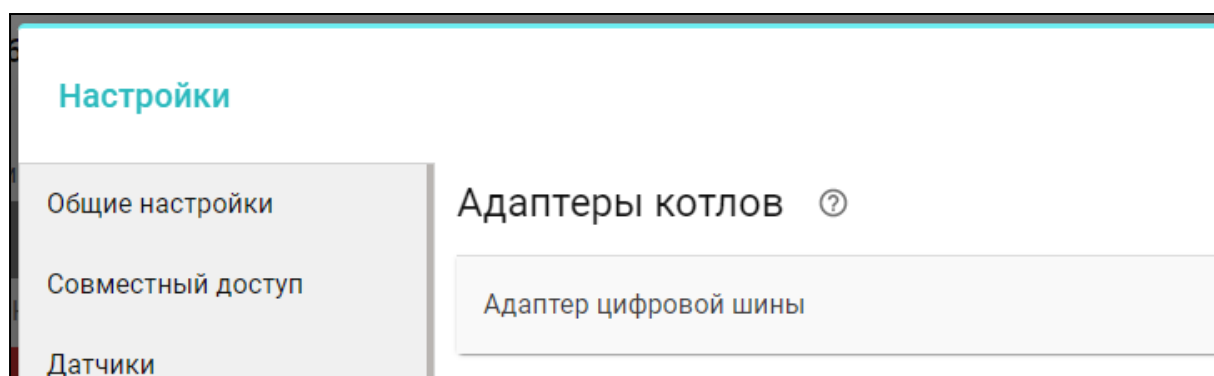 Настройки
Общие настройки
Совместный доступ
Датчики
Адаптеры котлов
Адаптер цифровой шины